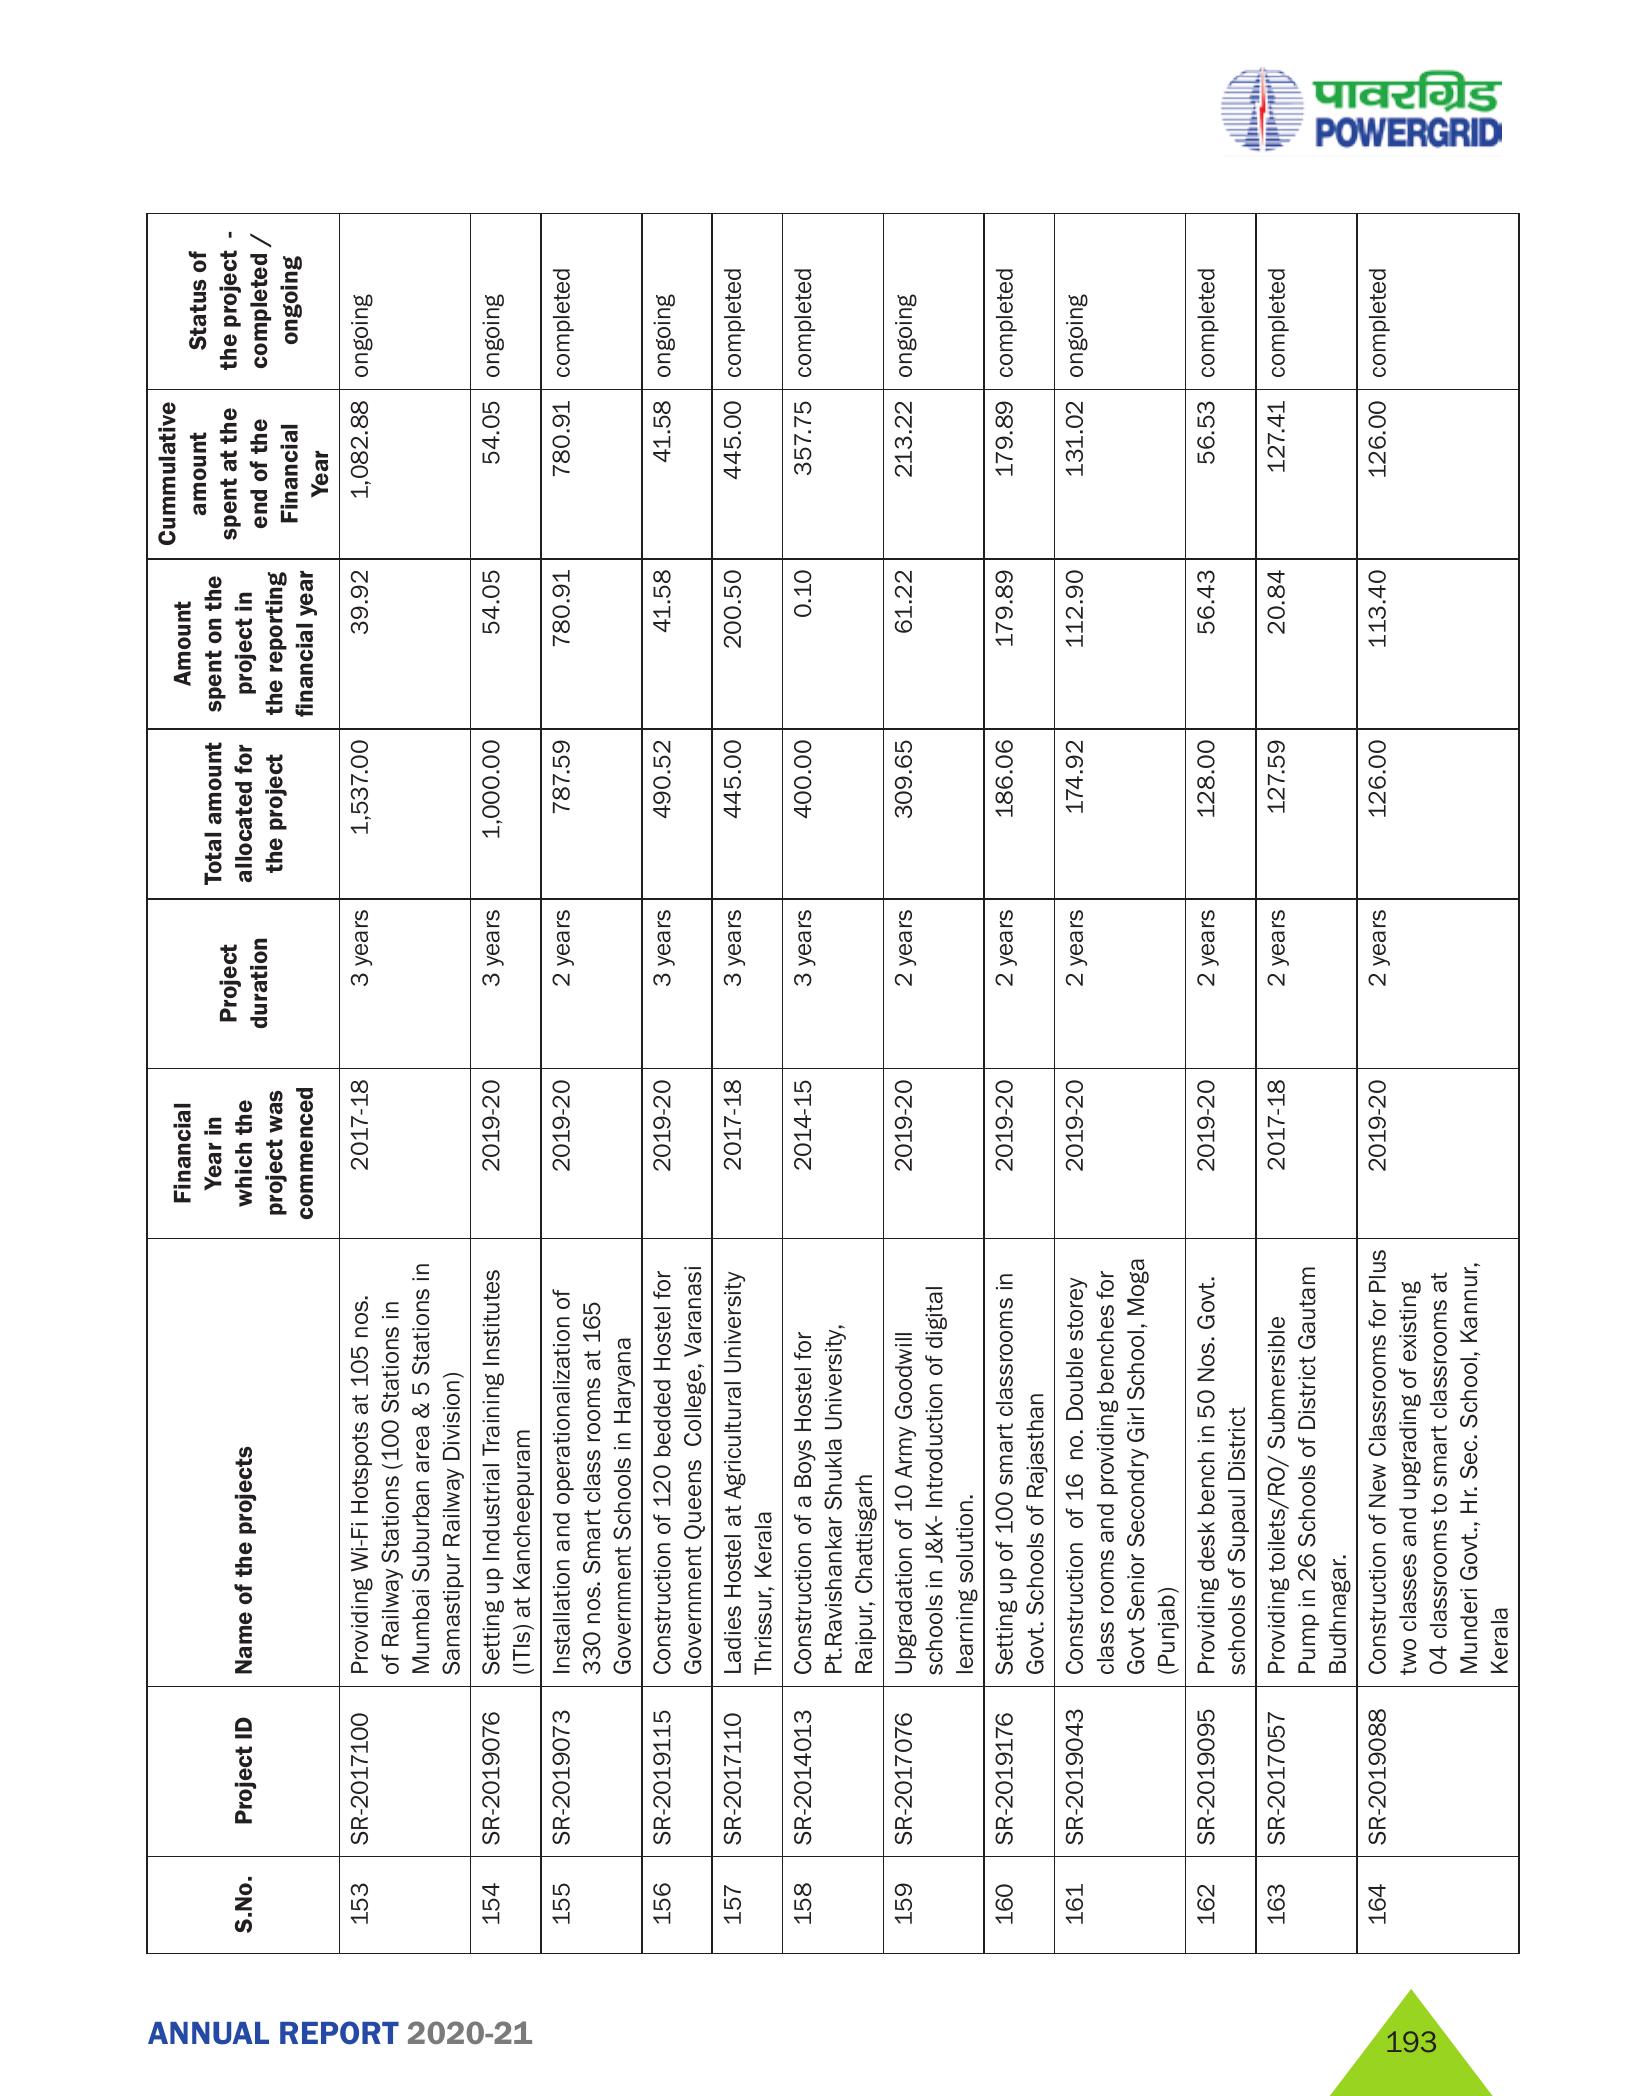 पावरग्रिड
POWERGRID
S.No.
Project ID
Name of the projects
Financial
Year in
which the
project was
commenced
Project
duration
Total amount
allocated for
the project
Amount
spent on the
project in
the reporting
financial year
Cummulative
amount
spent at the
end of the
Financial
Year
Status of
the project -
completed /
ongoing
153
SR-2017100
Providing Wi-Fi Hotspots at 105 nos.
of Railway Stations (100 Stations in
Mumbai Suburban area & 5 Stations in
Samastipur Railway Division)
2017-18
3 years
1,537.00
39.92
1,082.88
ongoing
154
SR-2019076
Setting up Industrial Training Institutes
(ITIs) at Kancheepuram
2019-20
3 years
1,000.00
54.05
54.05
ongoing
155
SR-2019073
Installation and operationalization of
330 nos. Smart class rooms at 165
Government Schools in Haryana
2019-20
2 years
787.59
780.91
780.91
completed
156
SR-2019115
Construction of 120 bedded Hostel for
Government Queens College, Varanasi
2019-20
3 years
490.52
41.58
41.58
ongoing
157
SR-2017110
Ladies Hostel at Agricultural University
Thrissur, Kerala
2017-18
3 years
445.00
200.50
445.00
completed
158
SR-2014013
Construction of a Boys Hostel for
Pt.Ravishankar Shukla University,
Raipur, Chattisgarh
2014-15
3 years
400.00
0.10
357.75
completed
159
SR-2017076
Upgradation of 10 Army Goodwill
schools in J&K- Introduction of digital
learning solution.
2019-20
2 years
309.65
61.22
213.22
ongoing
160
SR-2019176
Setting up of 100 smart classrooms in
Govt. Schools of Rajasthan
2019-20
2 years
186.06
179.89
179.89
completed
161
SR-2019043
Construction of 16 no. Double storey
class rooms and providing benches for
Govt Senior Secondry Girl School, Moga
(Punjab)
2019-20
2 years
174.92
112.90
131.02
ongoing
162
SR-2019095
Providing desk bench in 50 Nos. Govt.
schools of Supaul District
2019-20
2 years
128.00
56.43
56.53
completed
163
SR-2017057
Providing toilets/RO/ Submersible
Pump in 26 Schools of District Gautam
Budhnagar.
2017-18
2 years
127.59
20.84
127.41
completed
164
SR-2019088
Construction of New Classrooms for Plus
two classes and upgrading of existing
04 classrooms to smart classrooms at
Munderi Govt., Hr. Sec. School, Kannur,
Kerala
2019-20
2 years
126.00
113.40
126.00
completed
ANNUAL REPORT 2020-21
193